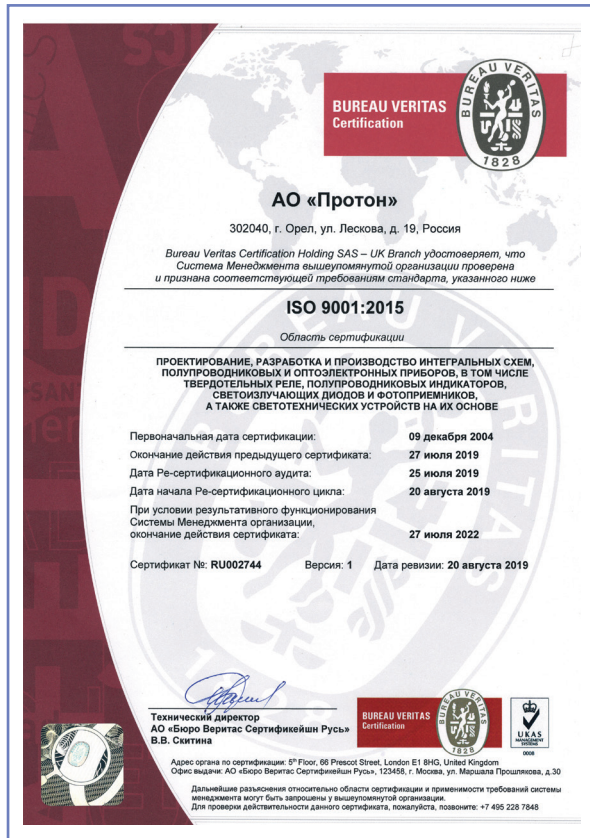 BUREAU VERITAS
Certification
BUREAU VERITAS
1828
АО «Протон»
302040, г. Орел, ул. Лескова, д. 19, Россия
Bureau Veritas Certification Holding SAS – UK Branch удостоверяет, что
Система Менеджмента вышеупомянутой организации проверена
и признана соответствующей требованиям стандарта, указанного ниже
ISO 9001:2015
Область сертификации
ПРОЕКТИРОВАНИЕ, РАЗРАБОТКА И ПРОИЗВОДСТВО ИНТЕГРАЛЬНЫХ СХЕМ,
ПОЛУПРОВОДНИКОВЫХ И ОПТОЭЛЕКТРОННЫХ ПРИБОРОВ, В ТОМ ЧИСЛЕ
ТВЕРДОТЕЛЬНЫХ РЕЛЕ, ПОЛУПРОВОДНИКОВЫХ ИНДИКАТОРОВ,
СВЕТОИЗЛУЧАЮЩИХ ДИОДОВ И ФОТОПРИЕМНИКОВ,
А ТАКЖЕ СВЕТОТЕХНИЧЕСКИХ УСТРОЙСТВ НА ИХ ОСНОВЕ
Первоначальная дата сертификации: 09 декабря 2004
Окончание действия предыдущего сертификата: 27 июля 2019
Дата Ре-сертификационного аудита: 25 июля 2019
Дата начала Ре-сертификационного цикла: 20 августа 2019
При условии результативного функционирования
Системы Менеджмента организации,
окончание действия сертификата: 27 июля 2022
Сертификат №: RU002744 Версия: 1 Дата ревизии: 20 августа 2019
Технический директор
АО «Бюро Веритас Сертификейшн Русь»
В.В. Скитина
BUREAU VERITAS
Certification
BUREAU VERITAS
1828
UKAS
MANAGEMENT
SYSTEMS
0008
Адрес органа по сертификации: 5th Floor, 66 Prescot Street, London E1 8HG, United Kingdom
Офис выдачи: АО «Бюро Веритас Сертификейшн Русь», 123458, г. Москва, ул. Маршала Прошлякова, д.30
Дальнейшие разъяснения относительно области сертификации и применимости требований системы
менеджмента могут быть запрошены у вышеупомянутой организации.
Для проверки действительности данного сертификата, пожалуйста, позвоните: +7 495 228 7848